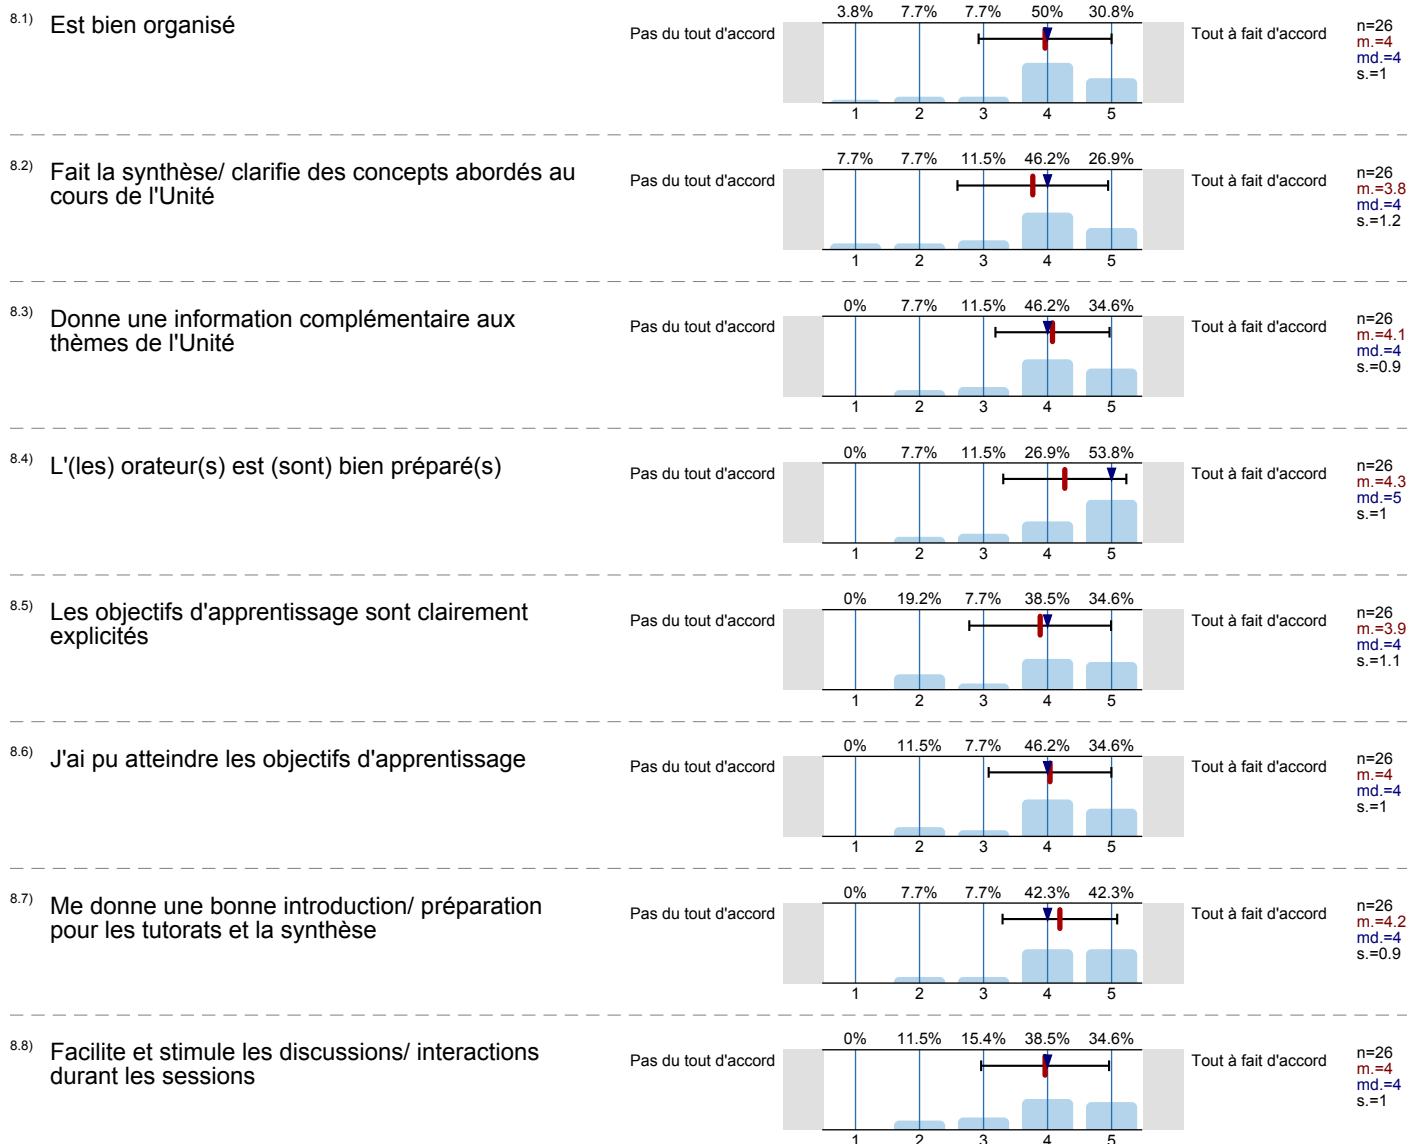 8.1) Est bien organisé
Pas du tout d'accord
3.8% 7.7% 7.7% 50% 30.8%
1 2 3 4 5
Tout à fait d'accord
n=26
m.=4
md.=4
s.=1
8.2) Fait la synthèse/ clarifie des concepts abordés au
cours de l'Unité
Pas du tout d'accord
7.7% 7.7% 11.5% 46.2% 26.9%
1 2 3 4 5
Tout à fait d'accord
n=26
m.=3.8
md.=4
s.=1.2
8.3) Donne une information complémentaire aux
thèmes de l'Unité
Pas du tout d'accord
0% 7.7% 11.5% 46.2% 34.6%
1 2 3 4 5
Tout à fait d'accord
n=26
m.=4.1
md.=4
s.=0.9
8.4) L'(les) orateur(s) est (sont) bien préparé(s)
Pas du tout d'accord
0% 7.7% 11.5% 26.9% 53.8%
1 2 3 4 5
Tout à fait d'accord
n=26
m.=4.3
md.=5
s.=1
8.5) Les objectifs d'apprentissage sont clairement
explicités
Pas du tout d'accord
0% 19.2% 7.7% 38.5% 34.6%
1 2 3 4 5
Tout à fait d'accord
n=26
m.=3.9
md.=4
s.=1.1
8.6) J'ai pu atteindre les objectifs d'apprentissage
Pas du tout d'accord
0% 11.5% 7.7% 46.2% 34.6%
1 2 3 4 5
Tout à fait d'accord
n=26
m.=4
md.=4
s.=1
8.7) Me donne une bonne introduction/ préparation
pour les tutorats et la synthèse
Pas du tout d'accord
0% 7.7% 7.7% 42.3% 42.3%
1 2 3 4 5
Tout à fait d'accord
n=26
m.=4.2
md.=4
s.=0.9
8.8) Facilite et stimule les discussions/ interactions
durant les sessions
Pas du tout d'accord
0% 11.5% 15.4% 38.5% 34.6%
1 2 3 4 5
Tout à fait d'accord
n=26
m.=4
md.=4
s.=1